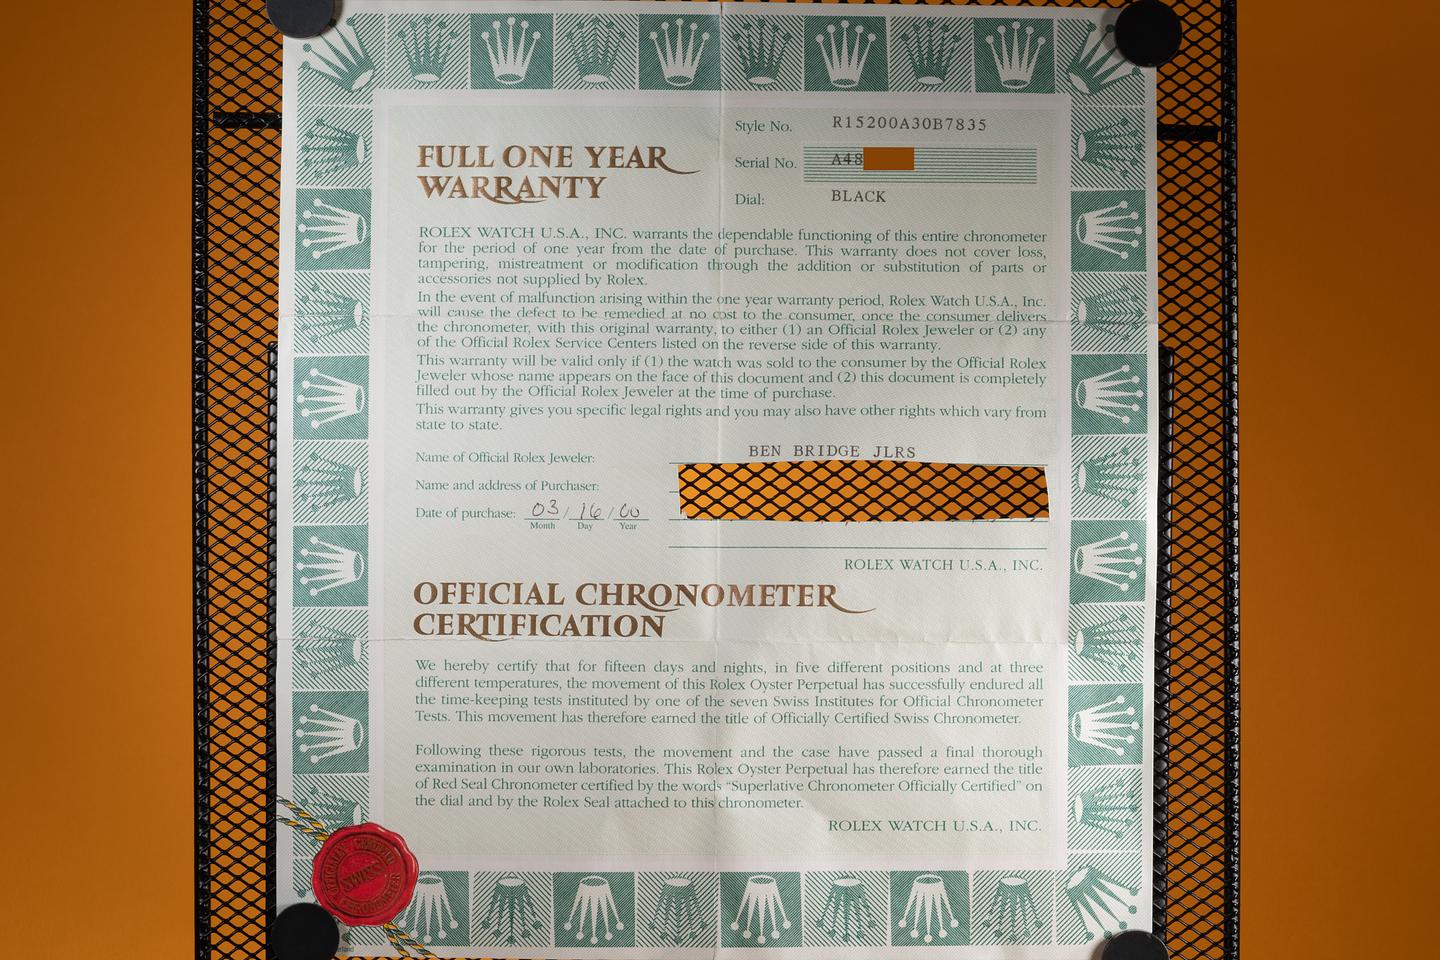 Style No. R15200A30B7835
FULL ONE YEAR
WARRANTY
Serial No. A48
Dial: BLACK
ROLEX WATCH U.S.A., INC. warrants the dependable functioning of this entire chronometer
for the period of one year from the date of purchase. This warranty does not cover loss,
tampering, mistreatment or modification through the addition or substitution of parts or
accessories not supplied by Rolex.
In the event of malfunction arising within the one year warranty period, Rolex Watch U.S.A., Inc.
will cause the defect to be remedied at no cost to the consumer, once the consumer delivers
the chronometer, with this original warranty, to either (1) an Official Rolex Jeweler or (2) any
of the Official Rolex Service Centers listed on the reverse side of this warranty.
This warranty will be valid only if (1) the watch was sold to the consumer by the Official Rolex
Jeweler whose name appears on the face of this document and (2) this document is completely
filled out by the Official Rolex Jeweler at the time of purchase.
This warranty gives you specific legal rights and you may also have other rights which vary from
state to state.
Name of Official Rolex Jeweler: BEN BRIDGE JLRS
Name and address of Purchaser:
Date of purchase: 03 / 16 / 00
Month Day Year
ROLEX WATCH U.S.A., INC.
OFFICIAL CHRONOMETER
CERTIFICATION
We hereby certify that for fifteen days and nights, in five different positions and at three
different temperatures, the movement of this Rolex Oyster Perpetual has successfully endured all
the time-keeping tests instituted by one of the seven Swiss Institutes for Official Chronometer
Tests. This movement has therefore earned the title of Officially Certified Swiss Chronometer.
Following these rigorous tests, the movement and the case have passed a final thorough
examination in our own laboratories. This Rolex Oyster Perpetual has therefore earned the title
of Red Seal Chronometer certified by the words “Superlative Chronometer Officially Certified” on
the dial and by the Rolex Seal attached to this chronometer.
ROLEX WATCH U.S.A., INC.
OFFICIALLY CERTIFIED
SWISS
CHRONOMETER